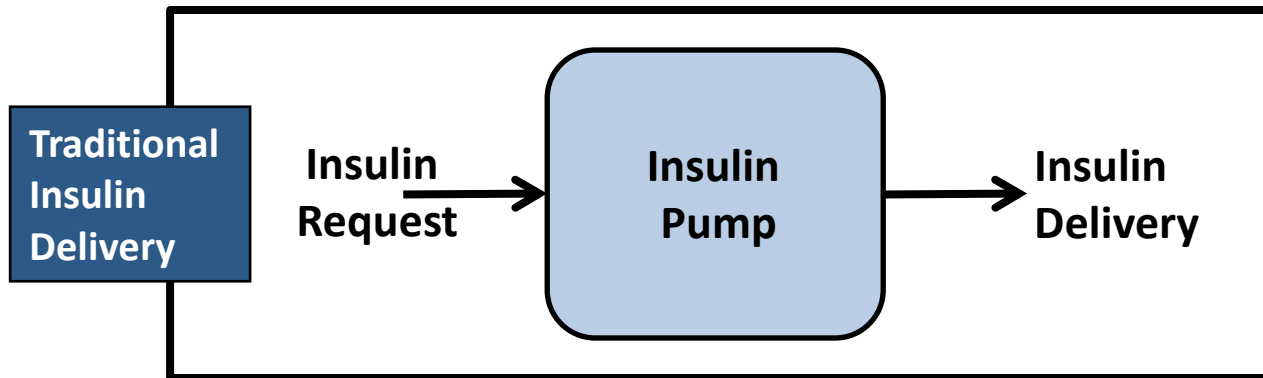 Traditional
Insulin
Delivery
Insulin
Request
Insulin
Pump
Insulin
Delivery